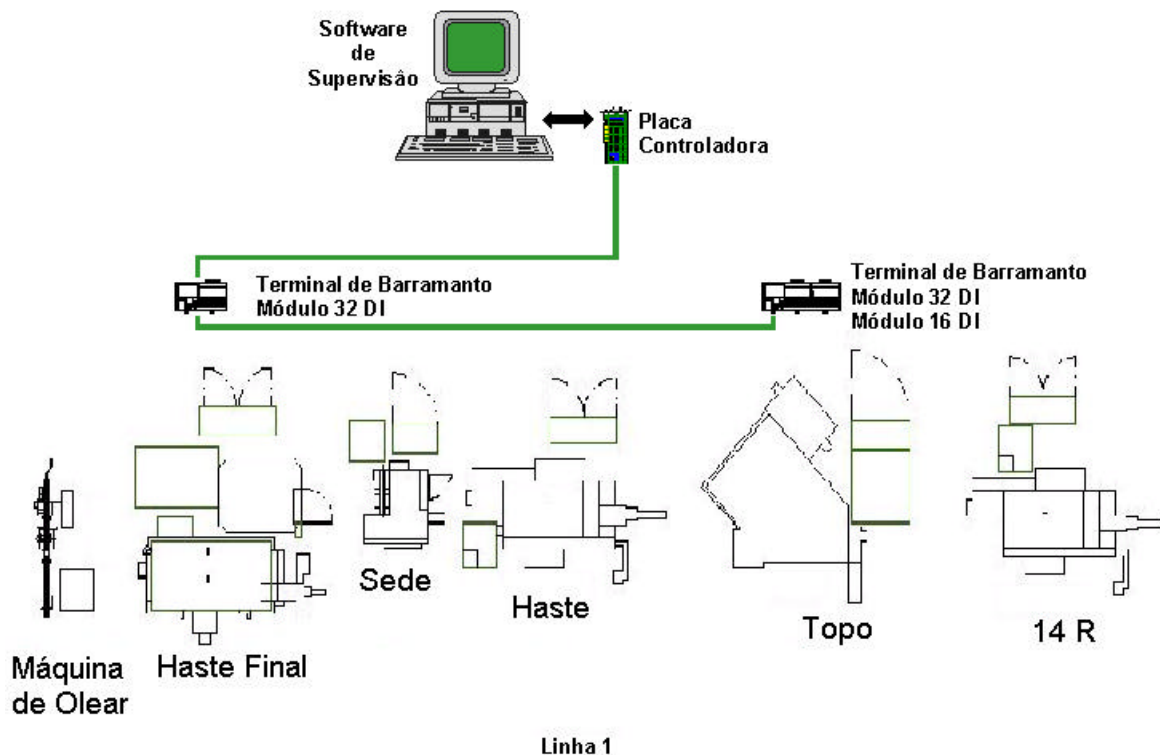 Software
de
Supervisão
Placa
Controladora
Terminal de Barramanto
Módulo 32 DI
Terminal de Barramanto
Módulo 32 DI
Módulo 16 DI
Máquina
de Olear
Haste Final
Sede
Haste
Topo
14 R
Linha 1